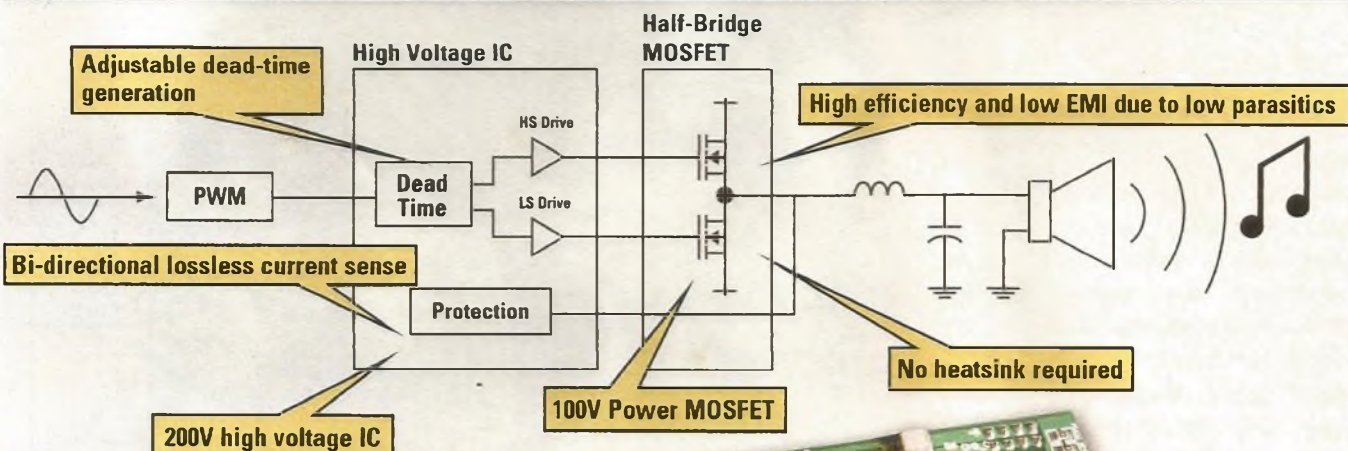 Half-Bridge
MOSFET
High Voltage IC
Adjustable dead-time
generation
High efficiency and low EMI due to low parasitics
HS Drive
PWM
Dead
Time
LS Drive
Bi-directional lossless current sense
Protection
No heatsink required
100V Power MOSFET
200V high voltage IC